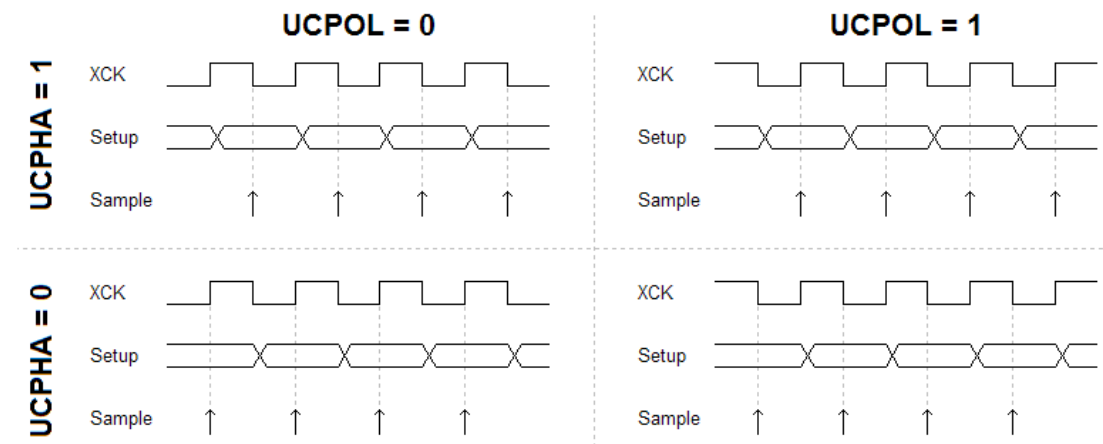 UCPOL = 0
UCPOL = 1
UCPHA = 1
XCK
Setup
Sample
XCK
Setup
Sample
UCPHA = 0
XCK
Setup
Sample
XCK
Setup
Sample